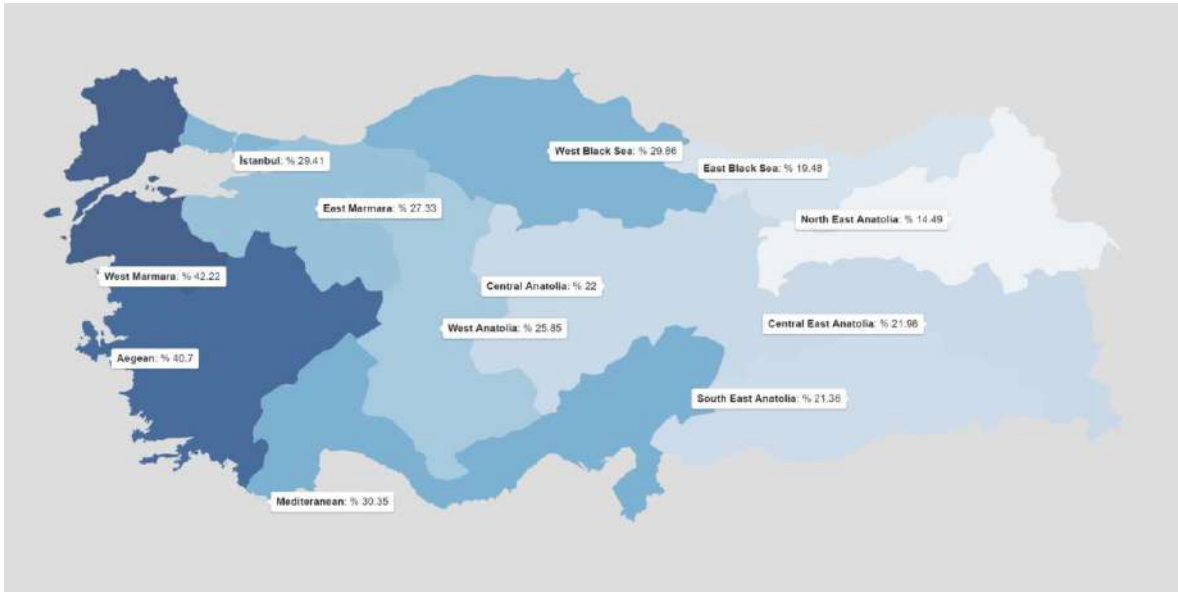 West Black Sea: % 29.86
İstanbul: % 29.41
East Black Sea: % 19.48
East Marmara: % 27.33
North East Anatolia: % 14.49
West Marmara: % 42.22
Central Anatolia: % 22
West Anatolia: % 25.85
Central East Anatolia: % 21.98
Aegean: % 40.7
South East Anatolia: % 21.36
Mediteranean: % 30.35